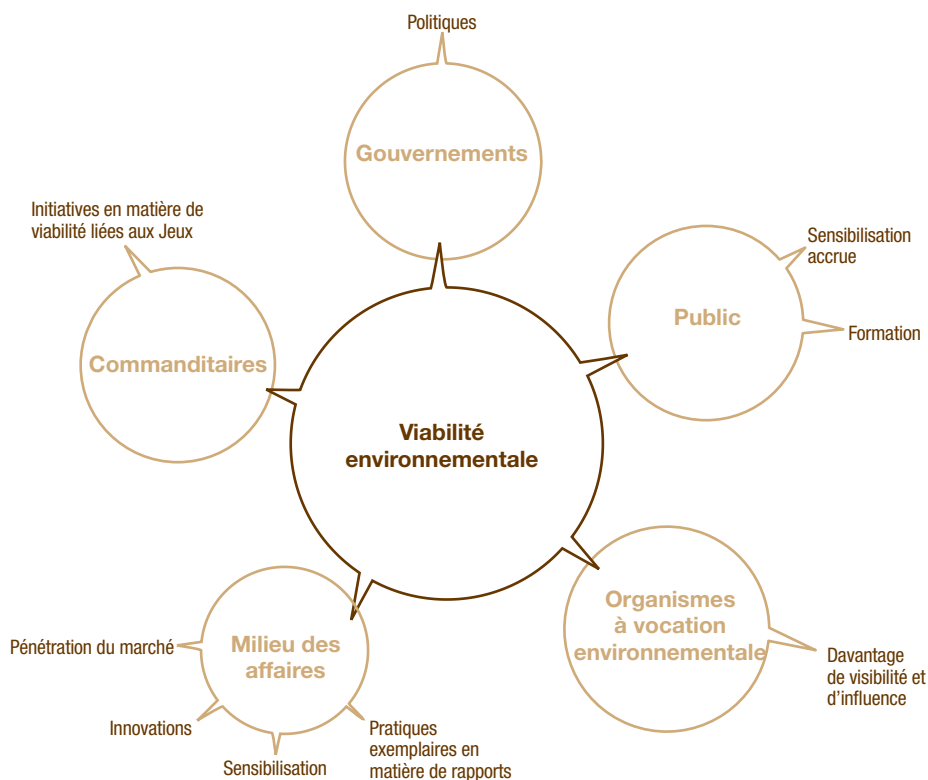 Politiques
Gouvernements
Initiatives en matière de
viabilité liées aux Jeux
Commanditaires
Sensibilisation
accrue
Public
Formation
Viabilité
environnementale
Organismes
à vocation
environnementale
Davantage
de visibilité et
d'influence
Milieu des
affaires
Pénétration du marché
Innovations
Sensibilisation
Pratiques
exemplaires en
matière de rapports